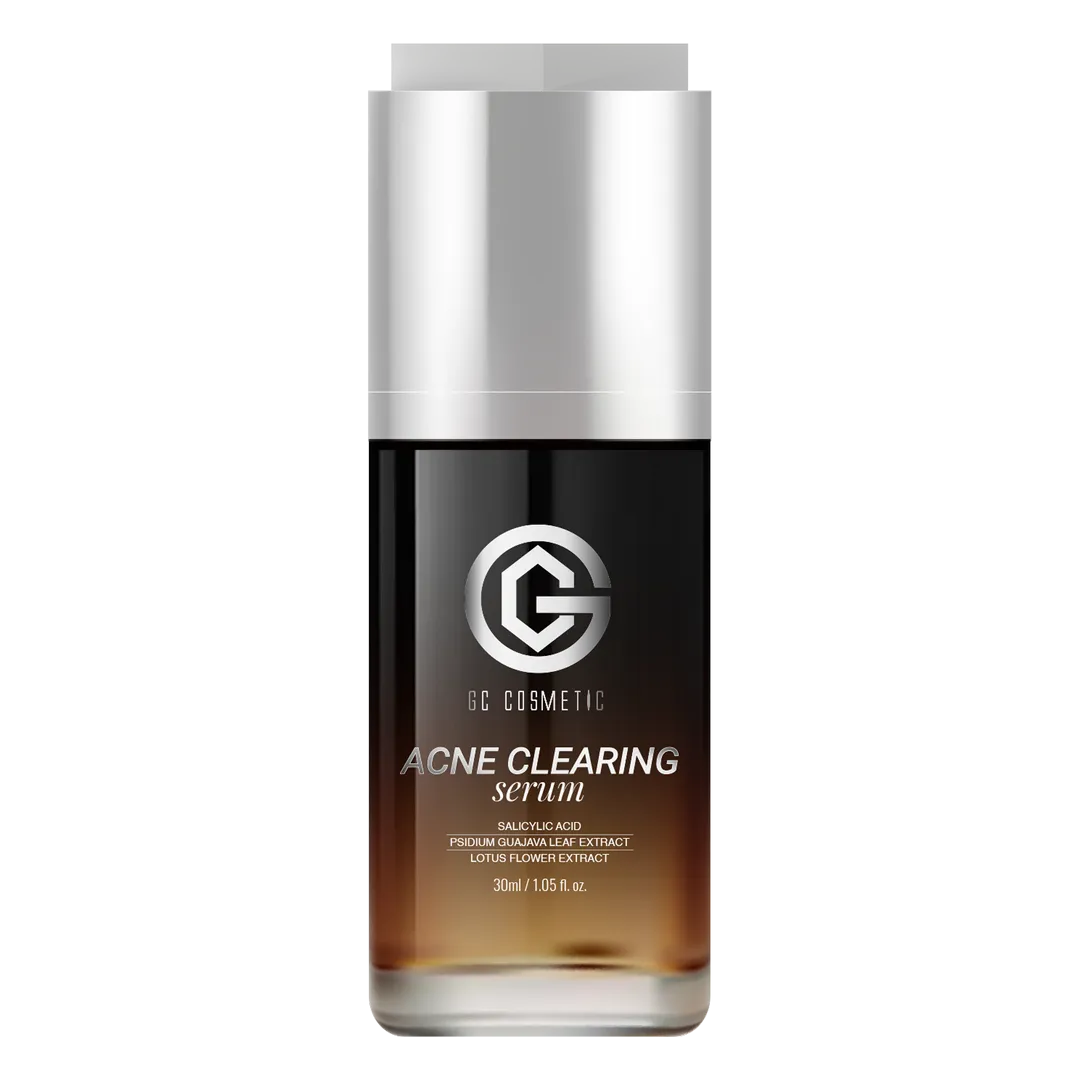 GC COSMETIC
ACNE CLEARING
serum
SALICYLIC ACID
PSIDIUM GUAJAVA LEAF EXTRACT
LOTUS FLOWER EXTRACT
30ml / 1.05 fl. oz.